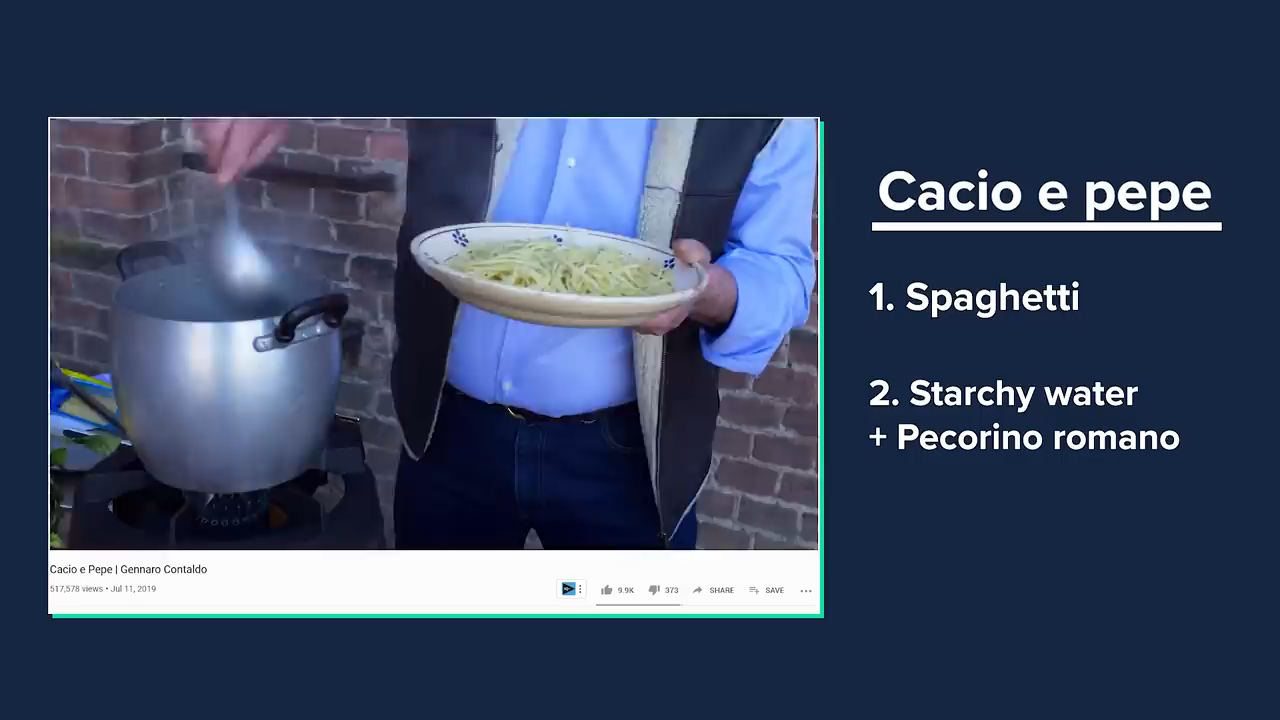 Cacio e pepe
1. Spaghetti
2. Starchy water
+ Pecorino romano
Cacio e Pepe | Gennaro Contaldo
517,578 views • Jul 11, 2019
9.9K 373 SHARE SAVE